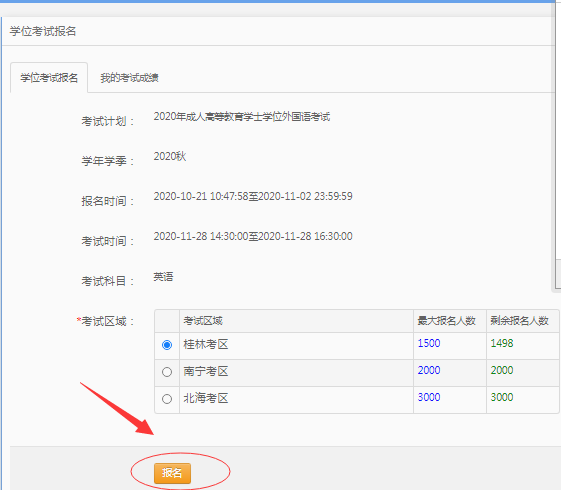 学位考试报名
学位考试报名 我的考试成绩
考试计划： 2020年成人高等教育学士学位外国语考试
学年学季： 2020秋
报名时间： 2020-10-21 10:47:58至2020-11-02 23:59:59
考试时间： 2020-11-28 14:30:00至2020-11-28 16:30:00
考试科目： 英语
*考试区域： 考试区域 最大报名人数 剩余报名人数
桂林考区 1500 1498
南宁考区 2000 2000
北海考区 3000 3000
报名